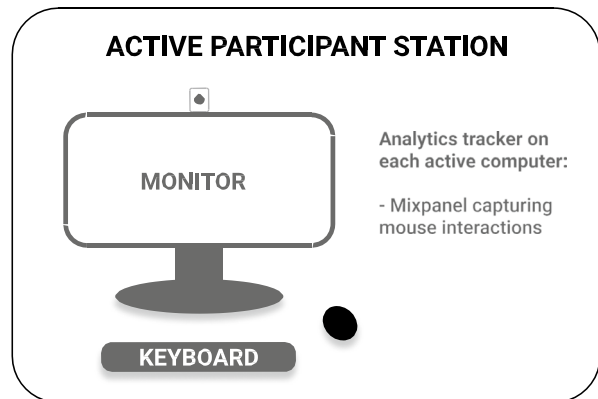 ACTIVE PARTICIPANT STATION
MONITOR
Analytics tracker on
each active computer:
- Mixpanel capturing
mouse interactions
KEYBOARD